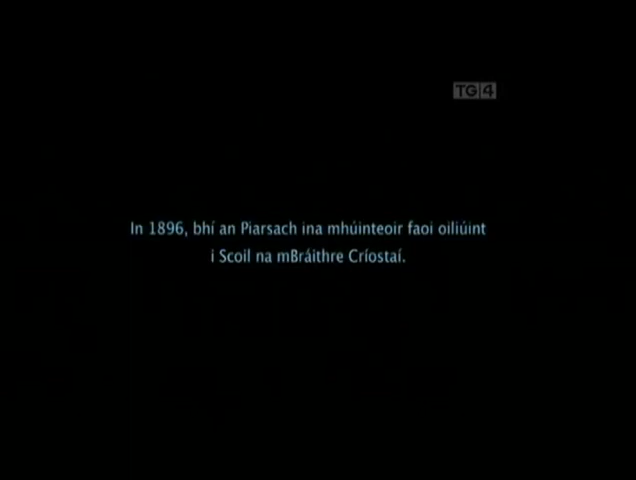 TG4
In 1896, bhí an Piarsach ina mhúinteoir faoi oiliúint
i Scoil na mBráithre Críostaí.